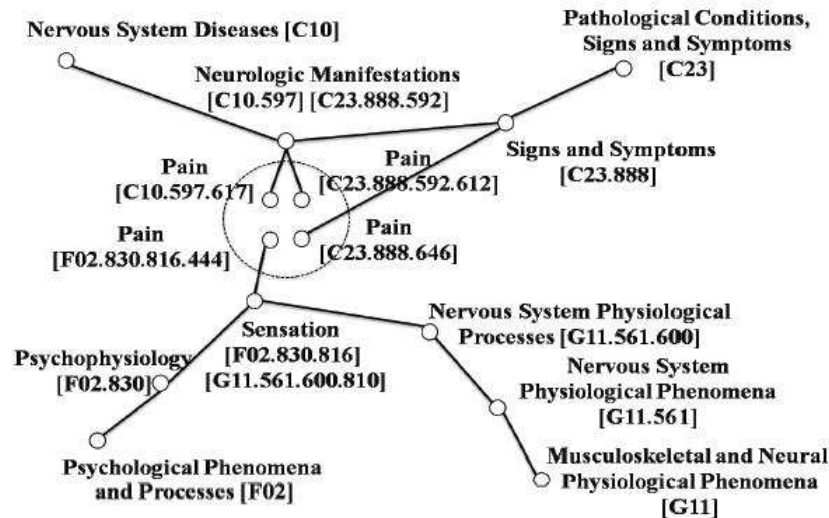 Nervous System Diseases [C10]
Pathological Conditions,
Signs and Symptoms
[C23]
Neurologic Manifestations
[C10.597] [C23.888.592]
Signs and Symptoms
[C23.888]
Pain
[C10.597.617]
Pain
[C23.888.592.612]
Pain
[F02.830.816.444]
Pain
[C23.888.646]
Sensation
[F02.830.816]
[G11.561.600.810]
Nervous System Physiological
Processes [G11.561.600]
Psychophysiology
[F02.830]
Nervous System
Physiological Phenomena
[G11.561]
Psychological Phenomena
and Processes [F02]
Musculoskeletal and Neural
Physiological Phenomena
[G11]